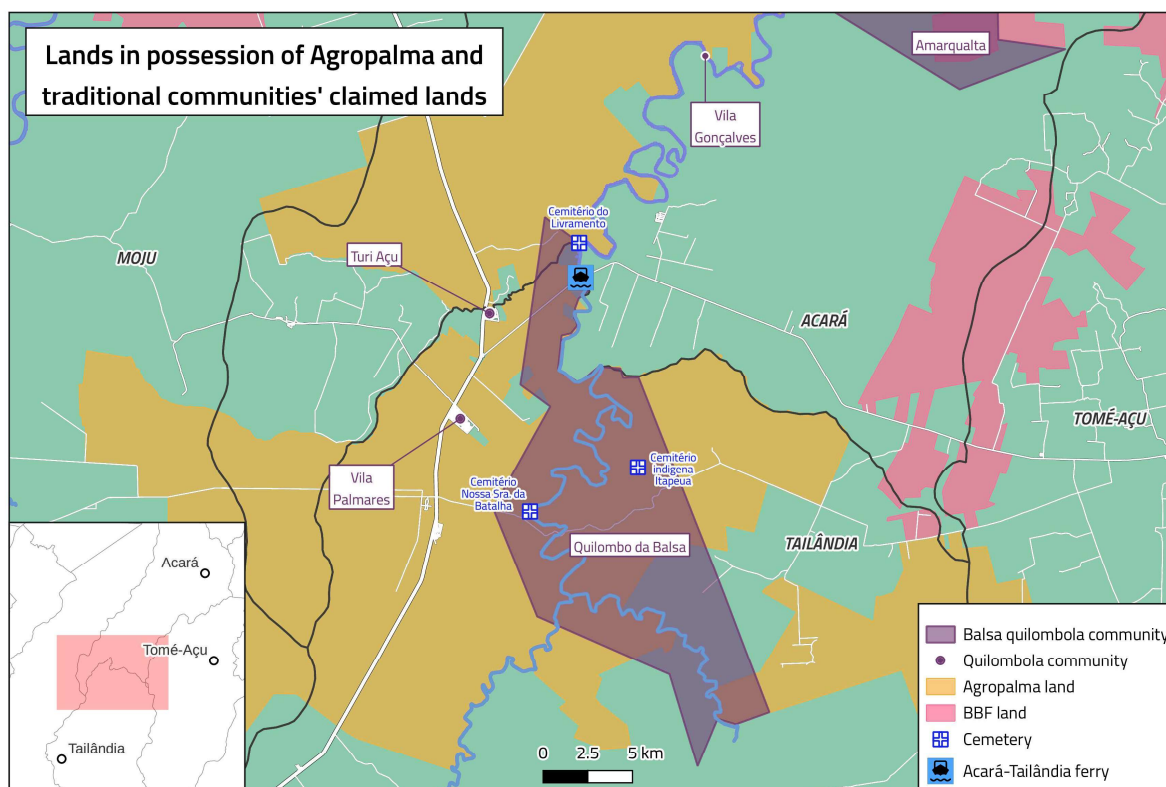 Lands in possession of Agropalma and
traditional communities' claimed lands
Amarqualta
Vila
Gonçalves
Cemitério do
Livramento
Turi Açu
MOJU
ACARÁ
TOMÉ-AÇU
Vila
Palmares
Cemitério
Nossa Sra. da
Batalha
Cemitério
indigena
Itapeua
Quilombo da Balsa
TAILÂNDIA
Acará
Tomé-Açu
Tailândia
0 2.5 5 km
Balsa quilombola community
Quilombola community
Agropalma land
BBF land
Cemetery
Acará-Tailândia ferry